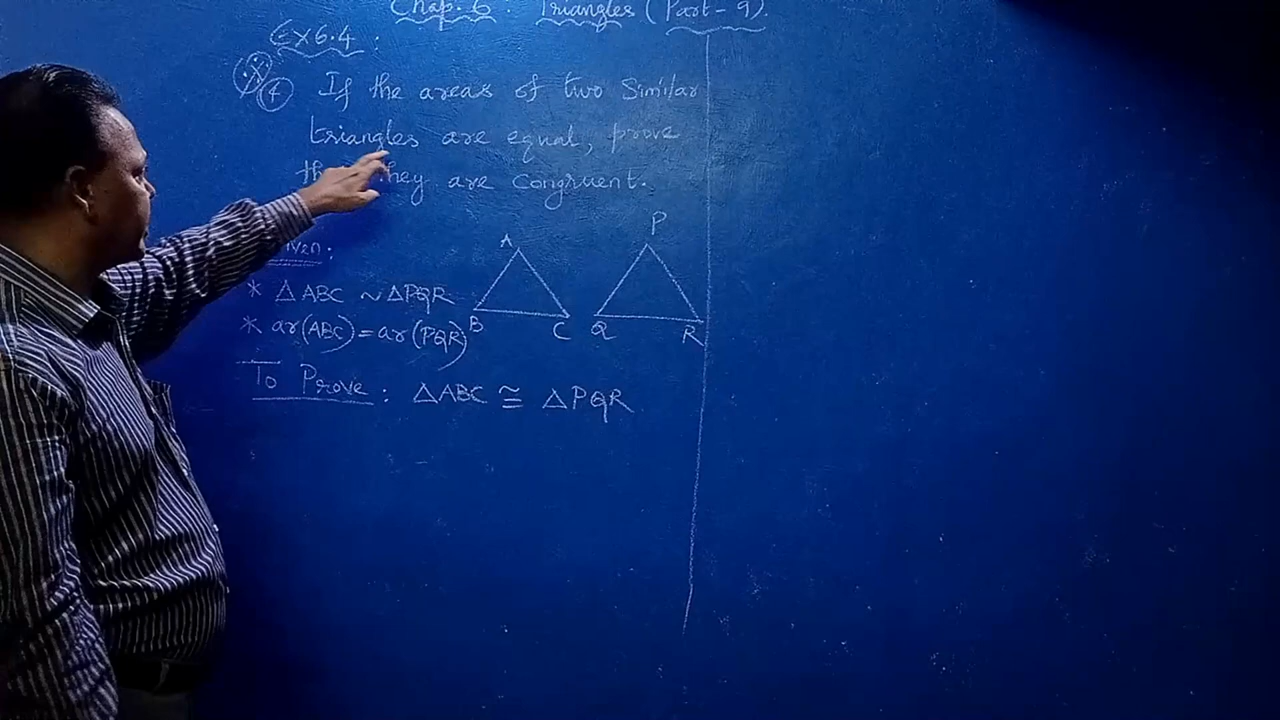 Chap. 6 : Triangles (Part - 9).
EX 6.4 :
4 If the areas of two similar
triangles are equal, prove
they are congruent.
A
P
* △ABC ~ △PQR
B
C
Q
R
* ar(ABC) = ar(PQR)
To Prove : △ABC ≅ △PQR